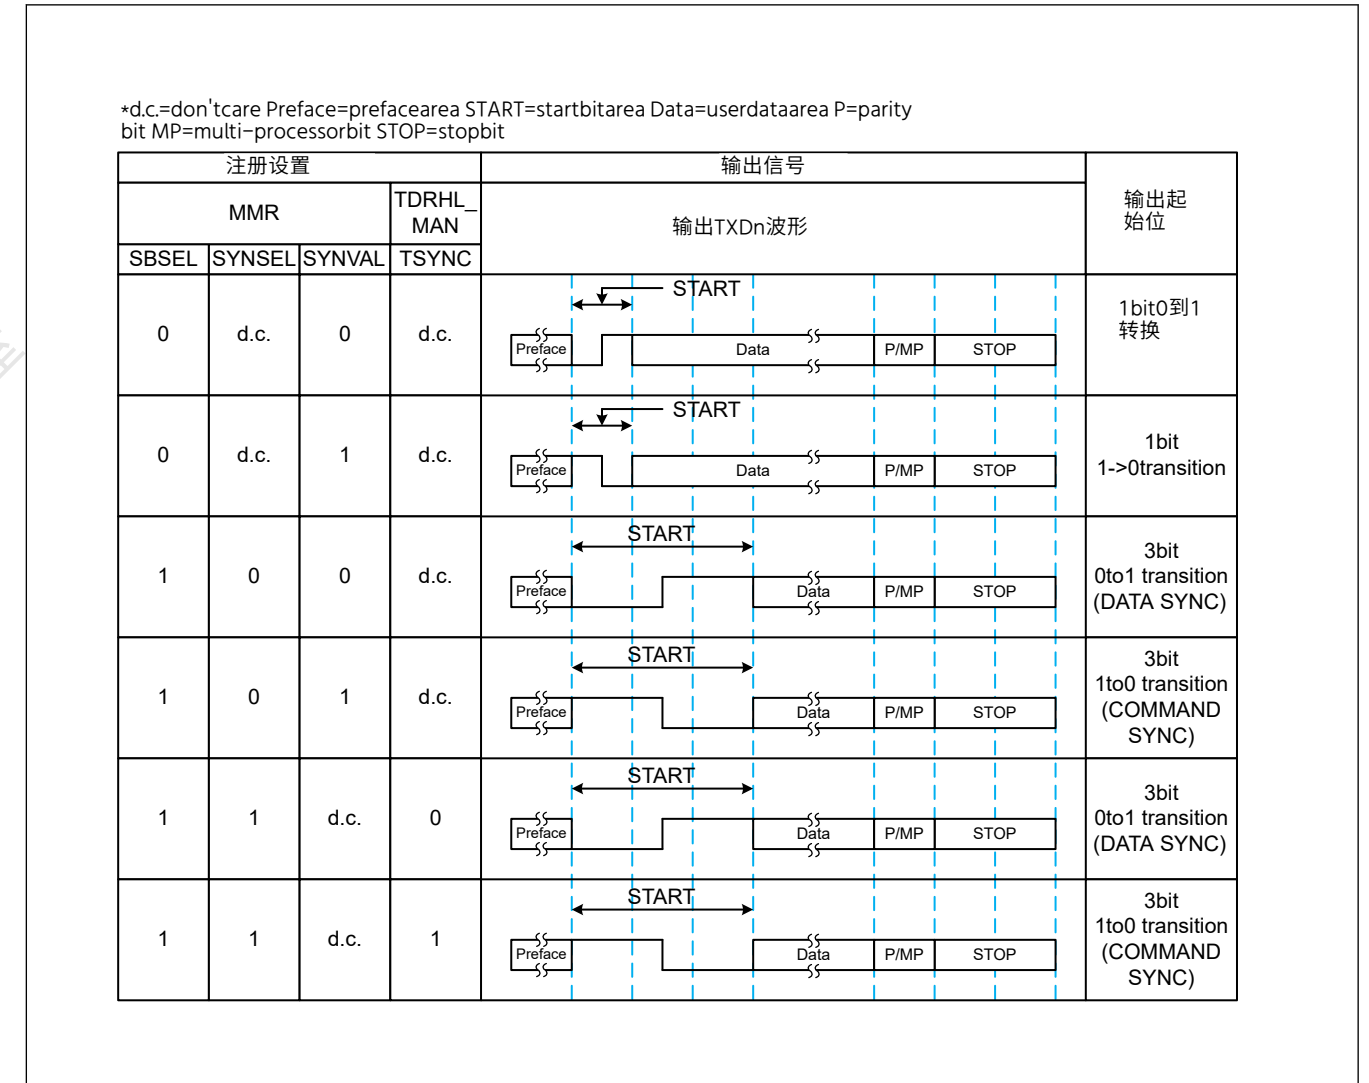 *d.c.=don'tcare Preface=prefacearea START=startbitarea Data=userdataarea P=parity
bit MP=multi-processorbit STOP=stopbit
注册设置 输出信号 输出起
始位
MMR TDRHL_
MAN 输出TXDn波形
SBSEL SYNSEL SYNVAL TSYNC
START
0 d.c. 0 d.c. Preface Data P/MP STOP 1bit0到1
转换
START
0 d.c. 1 d.c. Preface Data P/MP STOP 1bit
1->0transition
START
1 0 0 d.c. Preface Data P/MP STOP 3bit
0to1 transition
(DATA SYNC)
START
1 0 1 d.c. Preface Data P/MP STOP 3bit
1to0 transition
(COMMAND
SYNC)
START
1 1 d.c. 0 Preface Data P/MP STOP 3bit
0to1 transition
(DATA SYNC)
START
1 1 d.c. 1 Preface Data P/MP STOP 3bit
1to0 transition
(COMMAND
SYNC)